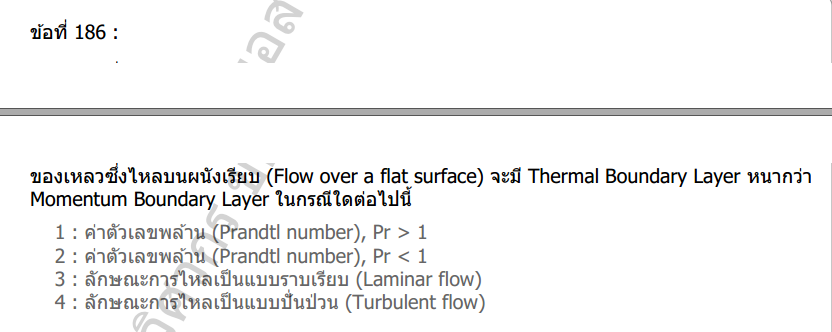 ข้อที่ 186 :
ของเหลวซึ่งไหลบนผนังเรียบ (Flow over a flat surface) จะมี Thermal Boundary Layer หนากว่า
Momentum Boundary Layer ในกรณีใดต่อไปนี้
1 : ค่าตัวเลขพล้าน (Prandtl number), Pr > 1
2 : ค่าตัวเลขพล้าน (Prandtl number), Pr < 1
3 : ลักษณะการไหลเป็นแบบราบเรียบ (Laminar flow)
4 : ลักษณะการไหลเป็นแบบปั่นป่วน (Turbulent flow)